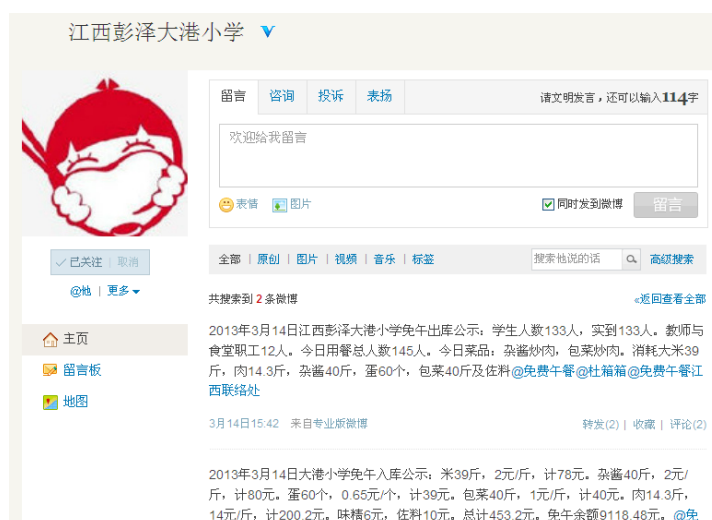 江西彭泽大港小学
留言 咨询 投诉 表扬 请文明发言，还可以输入114字
欢迎给我留言
表情 图片 同时发到微博 留言
已关注 | 取消
@他 | 更多
主页
留言板
地图
全部 | 原创 | 图片 | 视频 | 音乐 | 标签 搜索他说的话 高级搜索
共搜索到 2 条微博 «返回查看全部
2013年3月14日江西彭泽大港小学免午出库公示：学生人数133人，实到133人。教师与
食堂职工12人。今日用餐总人数145人。今日菜品：杂酱炒肉，包菜炒肉。消耗大米39
斤，肉14.3斤，杂酱40斤，蛋60个，包菜40斤及佐料@免费午餐@杜箱箱@免费午餐江
西联络处
3月14日15:42 来自专业版微博 转发(2) | 收藏 | 评论(2)
2013年3月14日大港小学免午入库公示：米39斤，2元/斤，计78元。杂酱40斤，2元/
斤，计80元。蛋60个，0.65元/个，计39元。包菜40斤，1元/斤，计40元。肉14.3斤，
14元/斤，计200.2元。味精6元，佐料10元。总计453.2元。免午余额9118.48元。@免